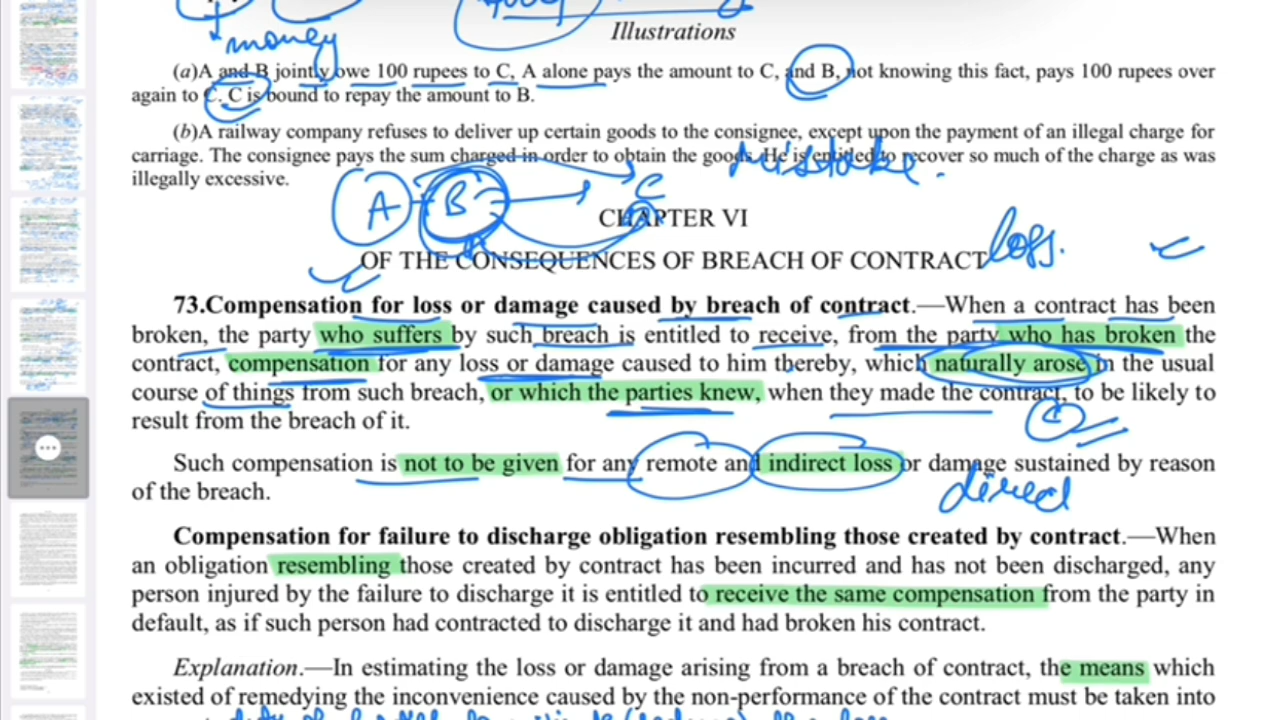 money
Illustrations
(a)A and B jointly owe 100 rupees to C, A alone pays the amount to C, and B, not knowing this fact, pays 100 rupees over
again to C. C is bound to repay the amount to B.
(b)A railway company refuses to deliver up certain goods to the consignee, except upon the payment of an illegal charge for
carriage. The consignee pays the sum charged in order to obtain the goods. He is entitled to recover so much of the charge as was
illegally excessive.
mistake.
A B C
CHAPTER VI
OF THE CONSEQUENCES OF BREACH OF CONTRACT
loss.
73.Compensation for loss or damage caused by breach of contract.—When a contract has been
broken, the party who suffers by such breach is entitled to receive, from the party who has broken the
contract, compensation for any loss or damage caused to him thereby, which naturally arose in the usual
course of things from such breach, or which the parties knew, when they made the contract, to be likely to
result from the breach of it.
Such compensation is not to be given for any remote and indirect loss or damage sustained by reason
of the breach.
direct
Compensation for failure to discharge obligation resembling those created by contract.—When
an obligation resembling those created by contract has been incurred and has not been discharged, any
person injured by the failure to discharge it is entitled to receive the same compensation from the party in
default, as if such person had contracted to discharge it and had broken his contract.
Explanation.—In estimating the loss or damage arising from a breach of contract, the means which
existed of remedying the inconvenience caused by the non-performance of the contract must be taken into